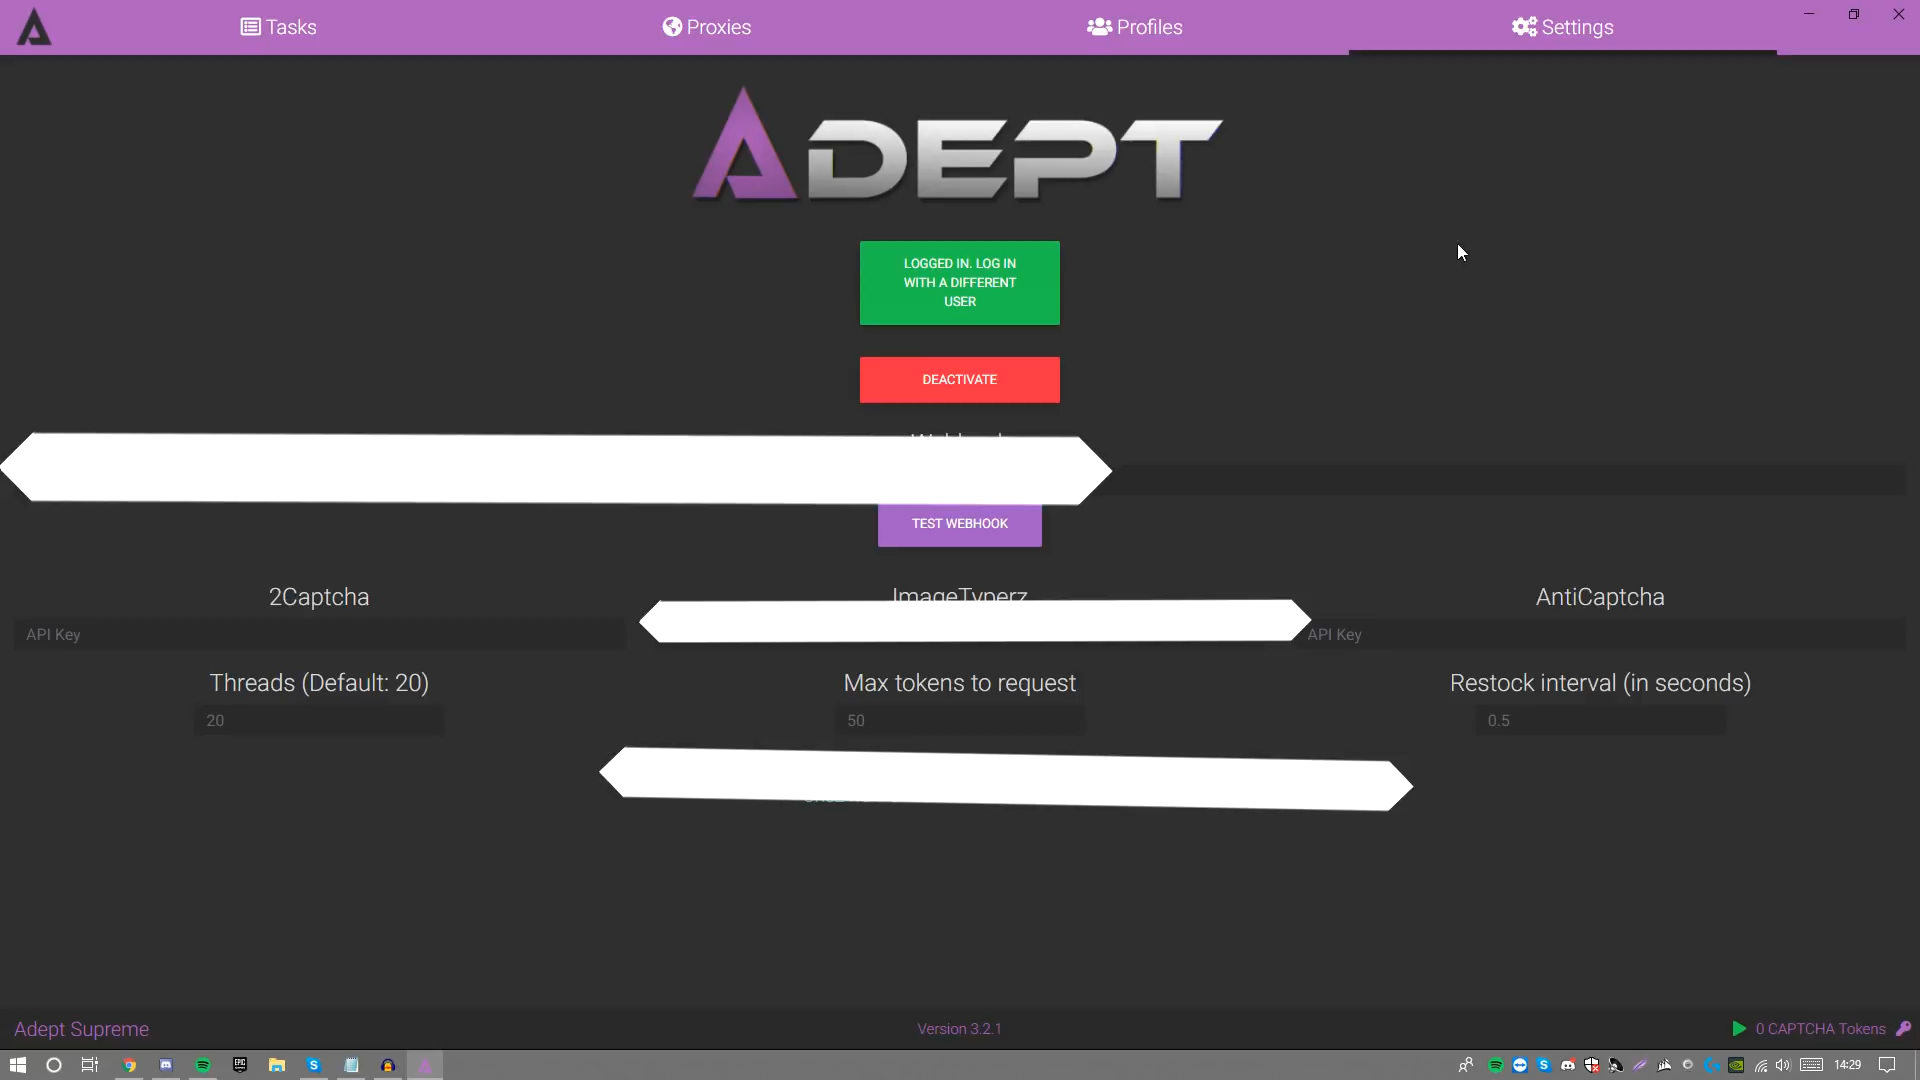 Tasks
Proxies
Profiles
Settings
ADEPT
LOGGED IN. LOG IN
WITH A DIFFERENT
USER
DEACTIVATE
TEST WEBHOOK
2Captcha
ImageTyperz
AntiCaptcha
API Key
API Key
Threads (Default: 20)
Max tokens to request
Restock interval (in seconds)
20
50
0.5
Adept Supreme
Version 3.2.1
0 CAPTCHA Tokens
EPIC
14:29